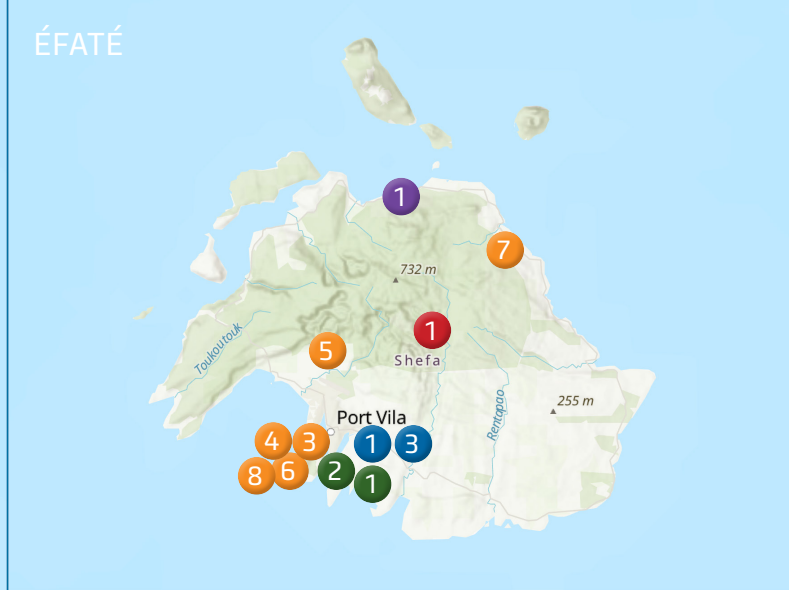 ÉFATÉ
1
7
732 m
1
5
Shefa
Toukoutouk
255 m
Rentapao
Port Vila
4 3 1 3
8 6 2 1